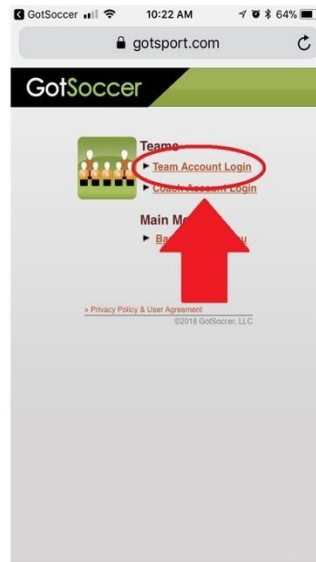 GotSoccer 10:22 AM 64%
gotsport.com
GotSoccer
Teams
Team Account Login
Coach Account Login
Main
» Privacy Policy & User Agreement
©2018 GotSoccer, LLC